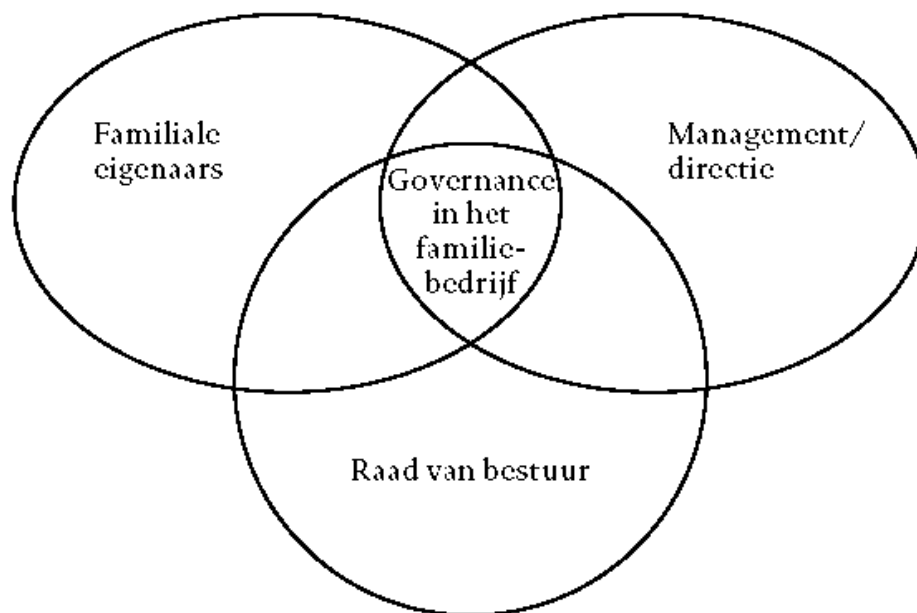 Familiale
eigenaars
Management/
directie
Governance
in het
familie-
bedrijf
Raad van bestuur